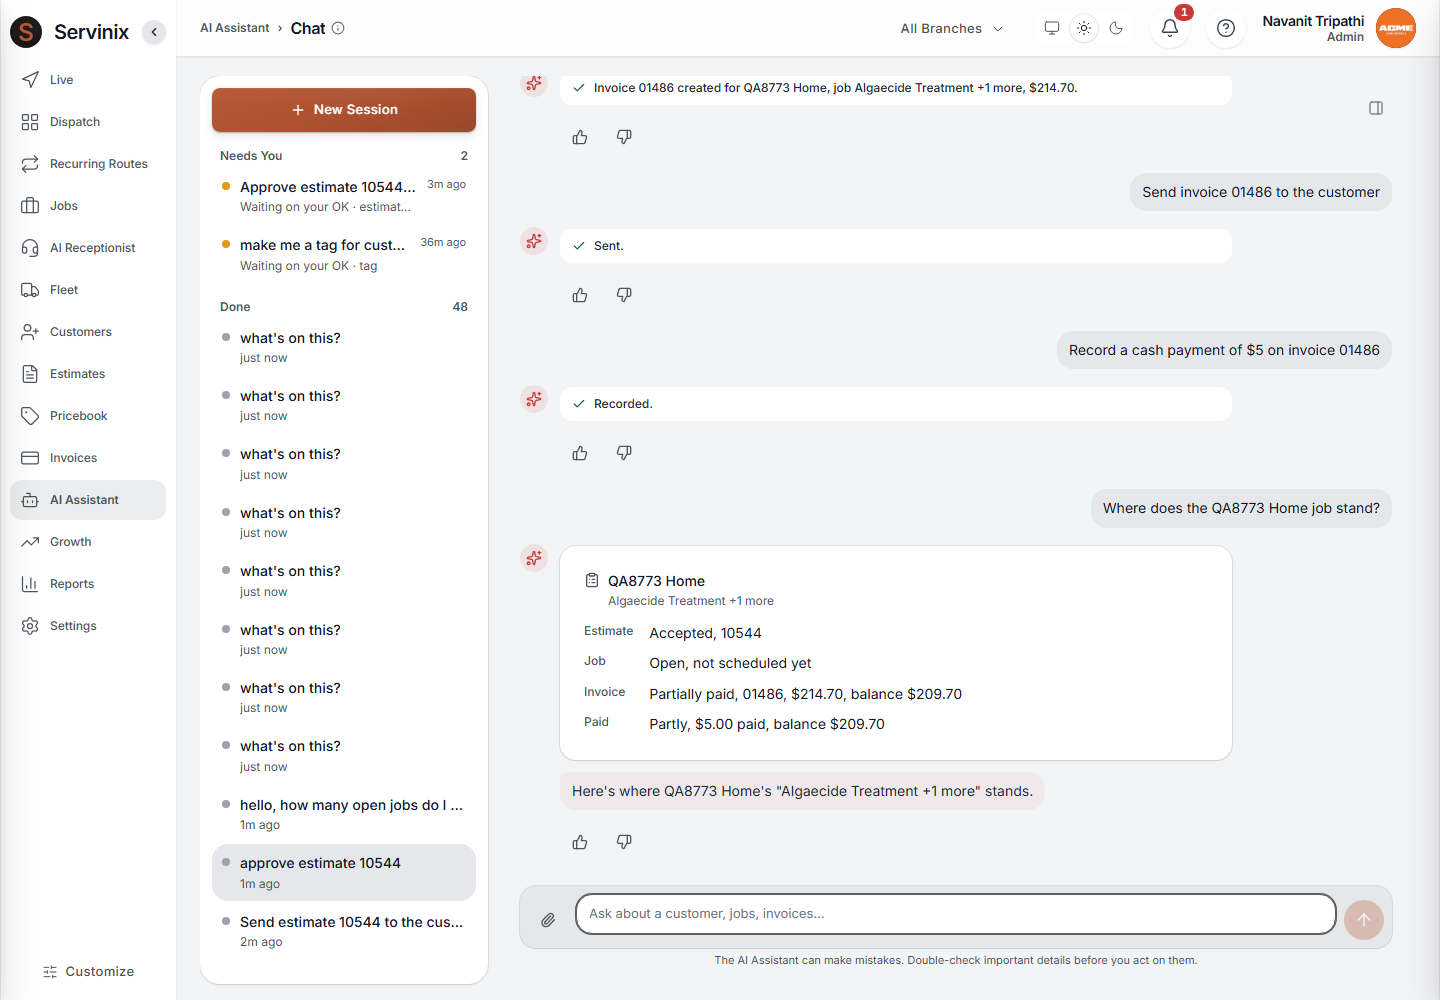 S Servinix
Live
Dispatch
Recurring Routes
Jobs
AI Receptionist
Fleet
Customers
Estimates
Pricebook
Invoices
AI Assistant
Growth
Reports
Settings
Customize
AI Assistant › Chat
All Branches
1
Navanit Tripathi
Admin
ACME
+ New Session
Needs You 2
Approve estimate 10544... 3m ago
Waiting on your OK · estimat...
make me a tag for cust... 36m ago
Waiting on your OK · tag
Done 48
what's on this?
just now
what's on this?
just now
what's on this?
just now
what's on this?
just now
what's on this?
just now
what's on this?
just now
what's on this?
just now
what's on this?
just now
hello, how many open jobs do I ...
1m ago
approve estimate 10544
1m ago
Send estimate 10544 to the cus...
2m ago
Invoice 01486 created for QA8773 Home, job Algaecide Treatment +1 more, $214.70.
Send invoice 01486 to the customer
Sent.
Record a cash payment of $5 on invoice 01486
Recorded.
Where does the QA8773 Home job stand?
QA8773 Home
Algaecide Treatment +1 more
Estimate Accepted, 10544
Job Open, not scheduled yet
Invoice Partially paid, 01486, $214.70, balance $209.70
Paid Partly, $5.00 paid, balance $209.70
Here's where QA8773 Home's "Algaecide Treatment +1 more" stands.
Ask about a customer, jobs, invoices...
The AI Assistant can make mistakes. Double-check important details before you act on them.